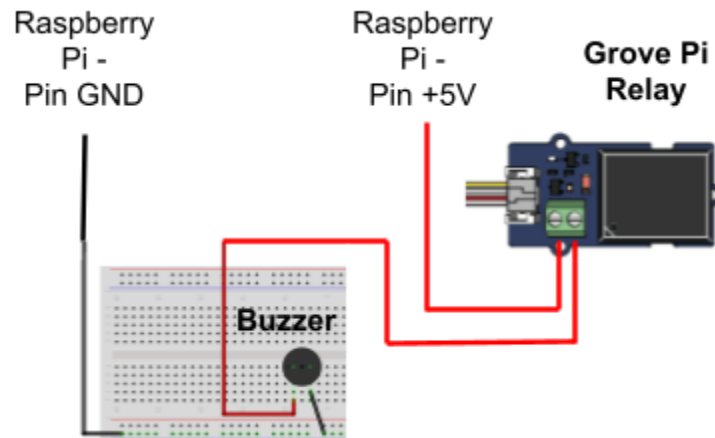 Raspberry
Pi -
Pin GND
Raspberry
Pi -
Pin +5V
Grove Pi
Relay
Buzzer